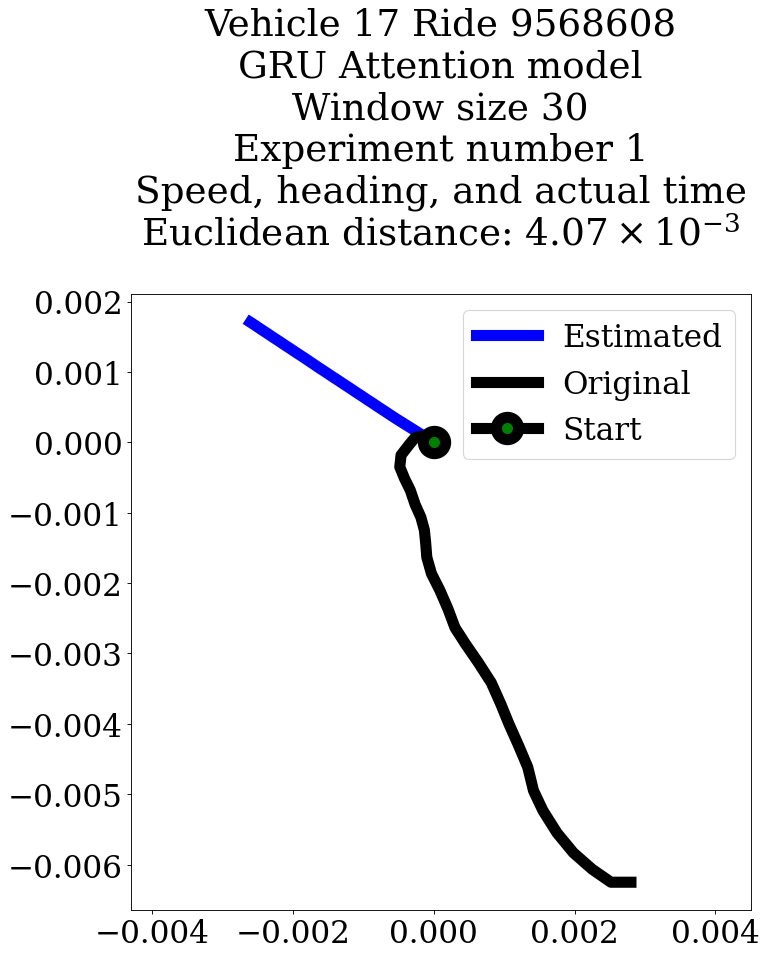 Vehicle 17 Ride 9568608
GRU Attention model
Window size 30
Experiment number 1
Speed, heading, and actual time
Euclidean distance: 4.07 × 10⁻³
0.002
0.001
0.000
−0.001
−0.002
−0.003
−0.004
−0.005
−0.006
Estimated
Original
Start
−0.004 −0.002 0.000 0.002 0.004